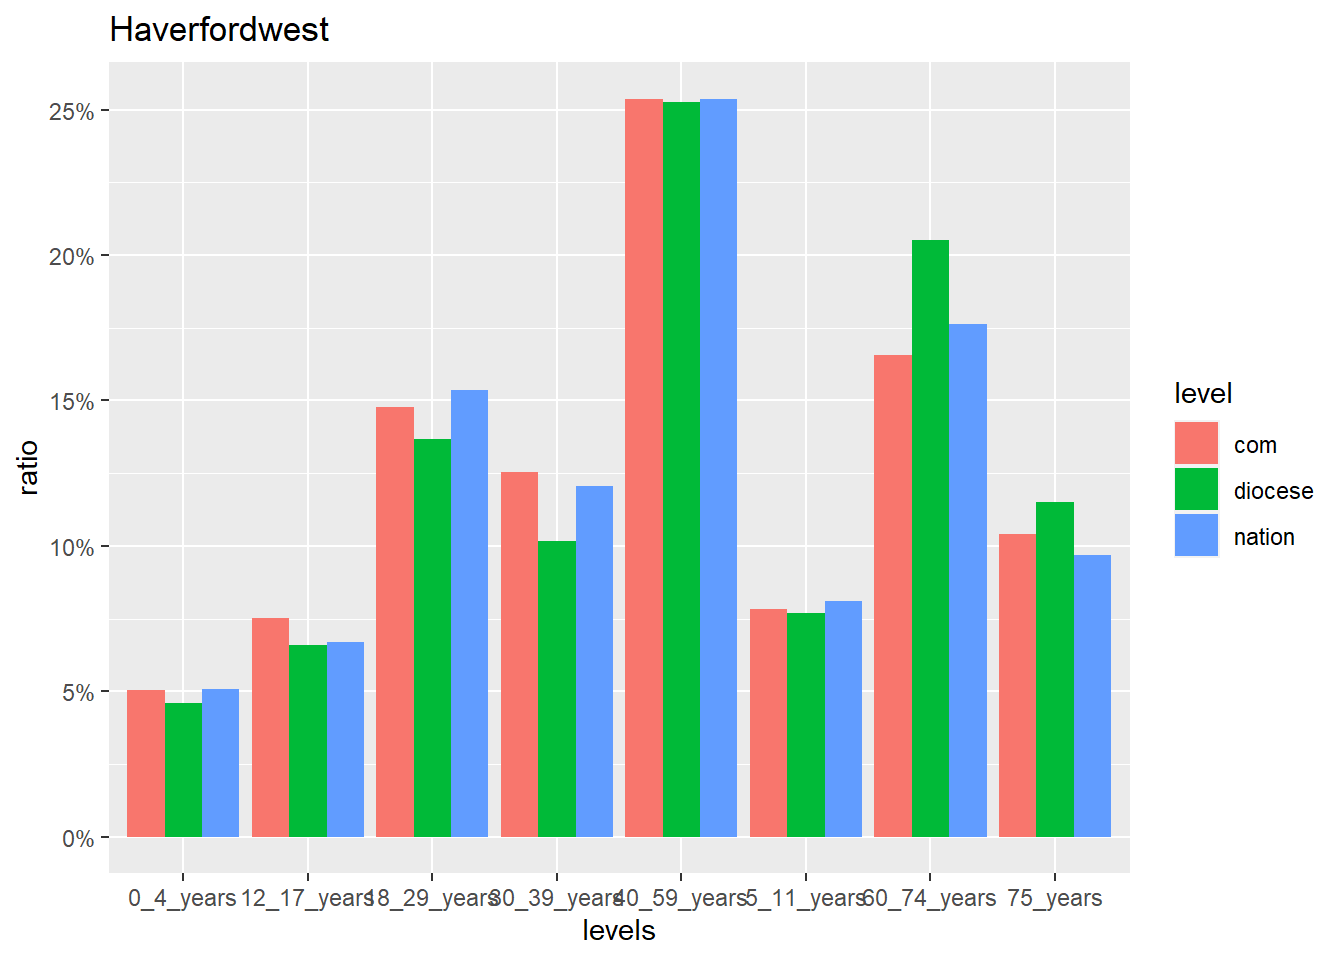 Haverfordwest
25%
20%
15%
10%
5%
0%
ratio
0_4_years 12_17_years 18_29_years 30_39_years 40_59_years 5_11_years 60_74_years 75_years
levels
level
com
diocese
nation